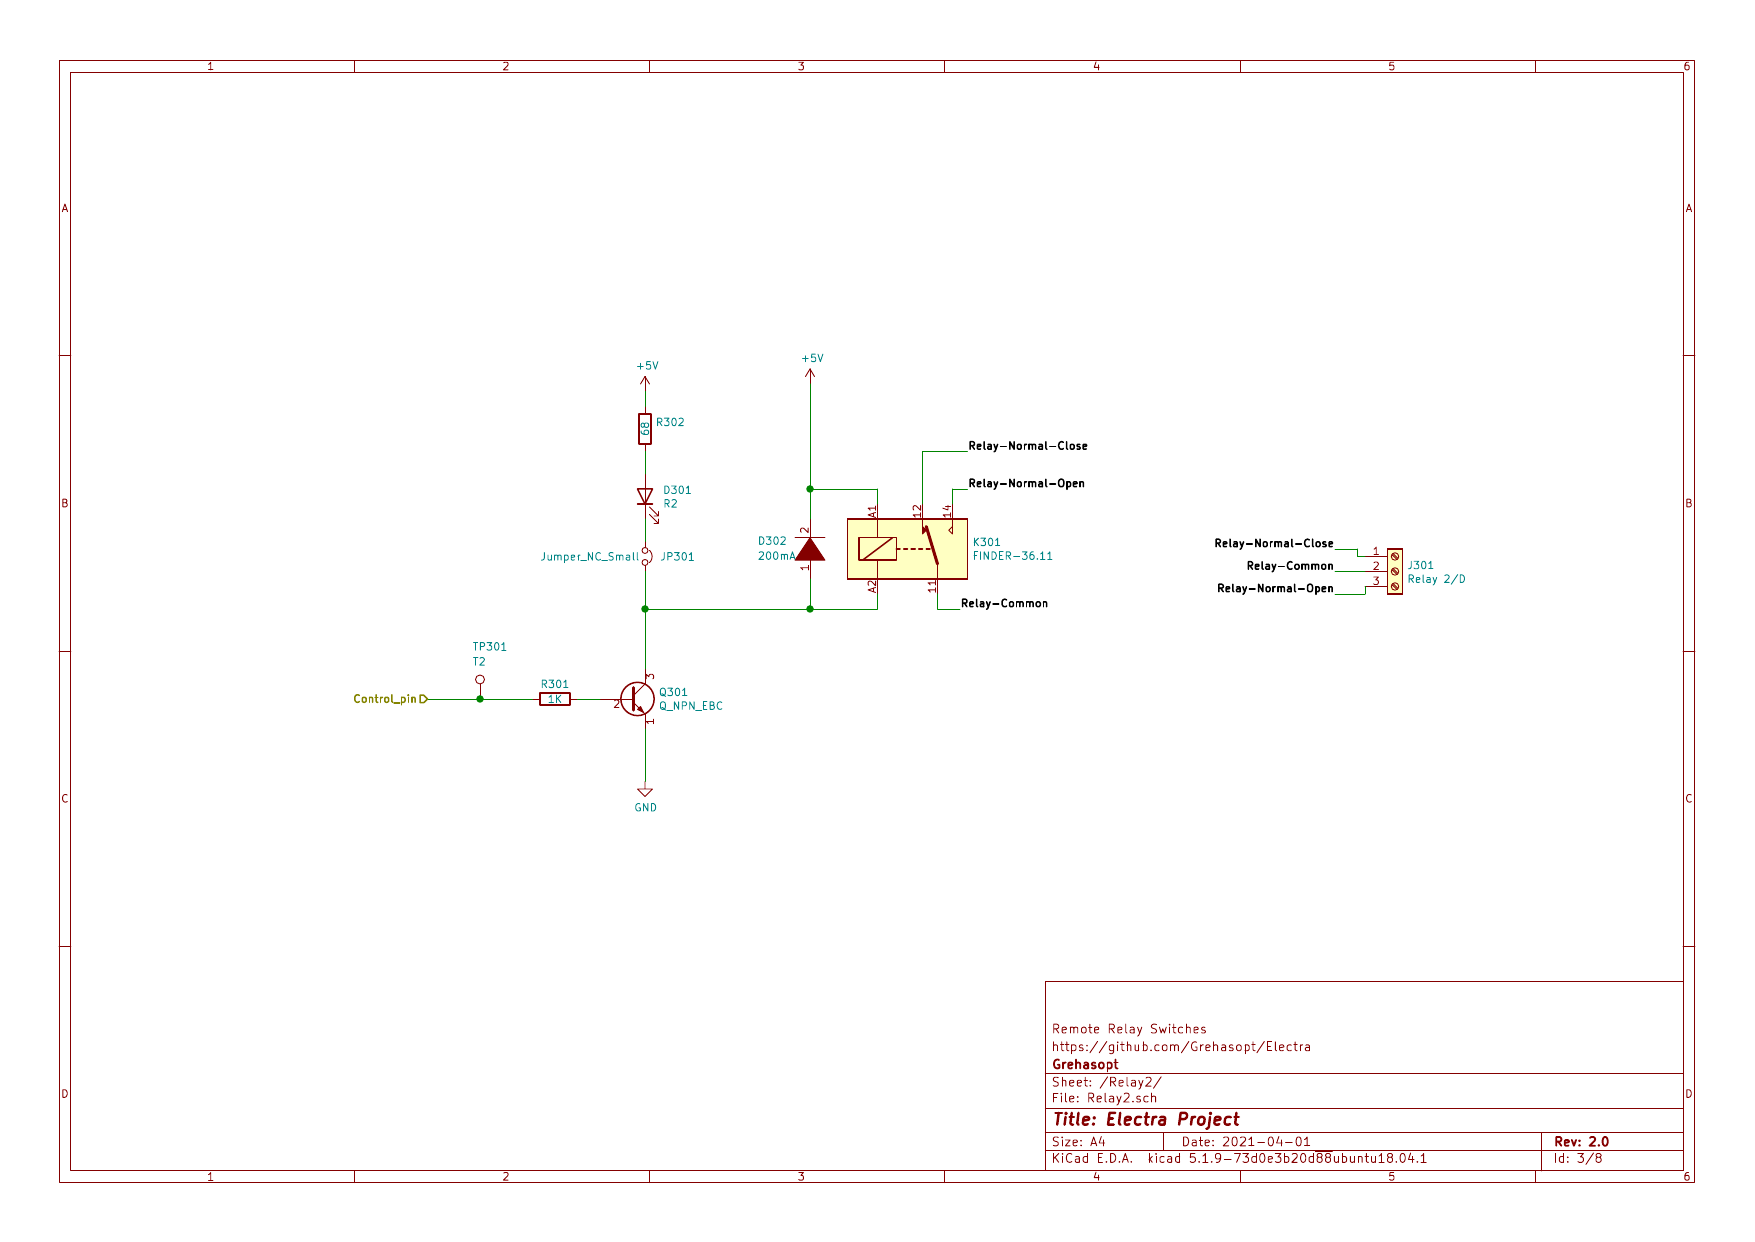 1 2 3 4 5 6
A A
+5V
+5V
R302
68
Relay-Normal-Close
Relay-Normal-Open
D301
R2
B B
A1 12 14
2
D302
200mA
1
K301
FINDER-36.11
Relay-Normal-Close
Relay-Common
Relay-Normal-Open
1
2
3
J301
Relay 2/D
Jumper_NC_Small JP301
A2 11
Relay-Common
TP301
T2
Control_pin
R301
1K
3
2
1
Q301
Q_NPN_EBC
C C
GND
Remote Relay Switches
https://github.com/Grehasopt/Electra
Grehasopt
Sheet: /Relay2/
File: Relay2.sch
D D
Title: Electra Project
Size: A4 Date: 2021-04-01 Rev: 2.0
KiCad E.D.A. kicad 5.1.9-73d0e3b20d88ubuntu18.04.1 Id: 3/8
1 2 3 4 5 6